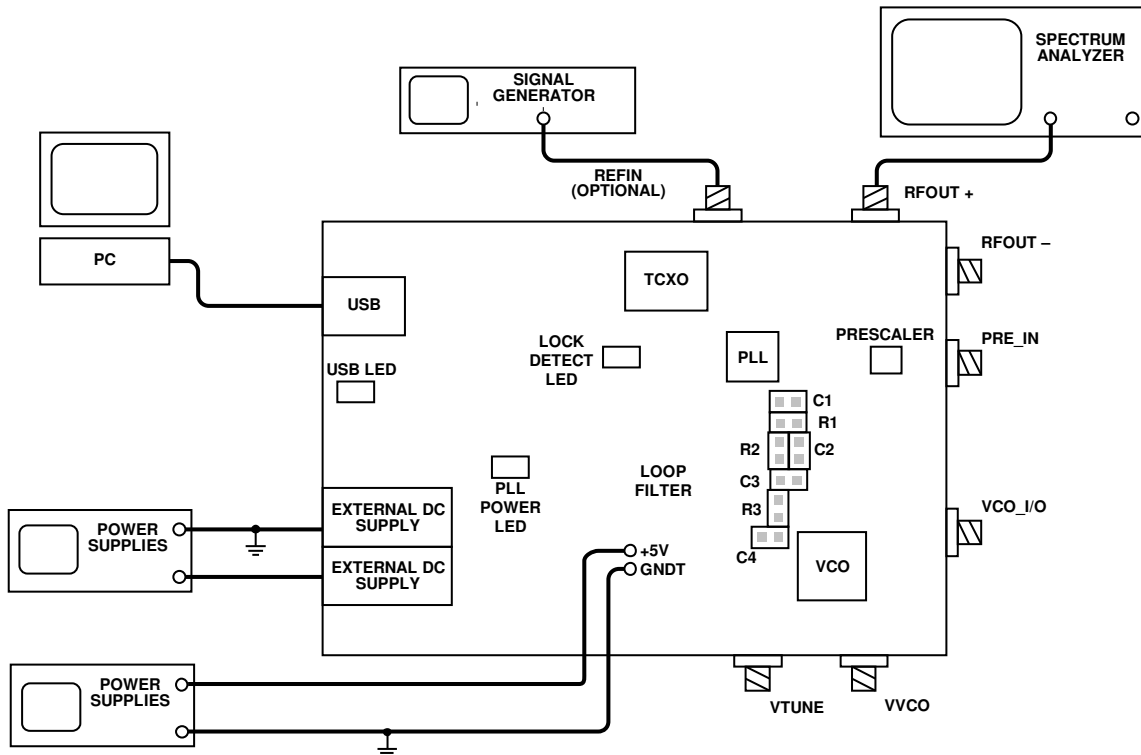 SPECTRUM
ANALYZER
SIGNAL
GENERATOR
REFIN
(OPTIONAL)
RFOUT +
RFOUT –
PC
USB
TCXO
LOCK
DETECT
LED
PLL
PRESCALER
PRE_IN
USB LED
C1
R1
R2
C2
C3
R3
C4
LOOP
FILTER
PLL
POWER
LED
EXTERNAL DC
SUPPLY
EXTERNAL DC
SUPPLY
POWER
SUPPLIES
+5V
GNDT
VCO
VCO_I/O
POWER
SUPPLIES
VTUNE
VVCO